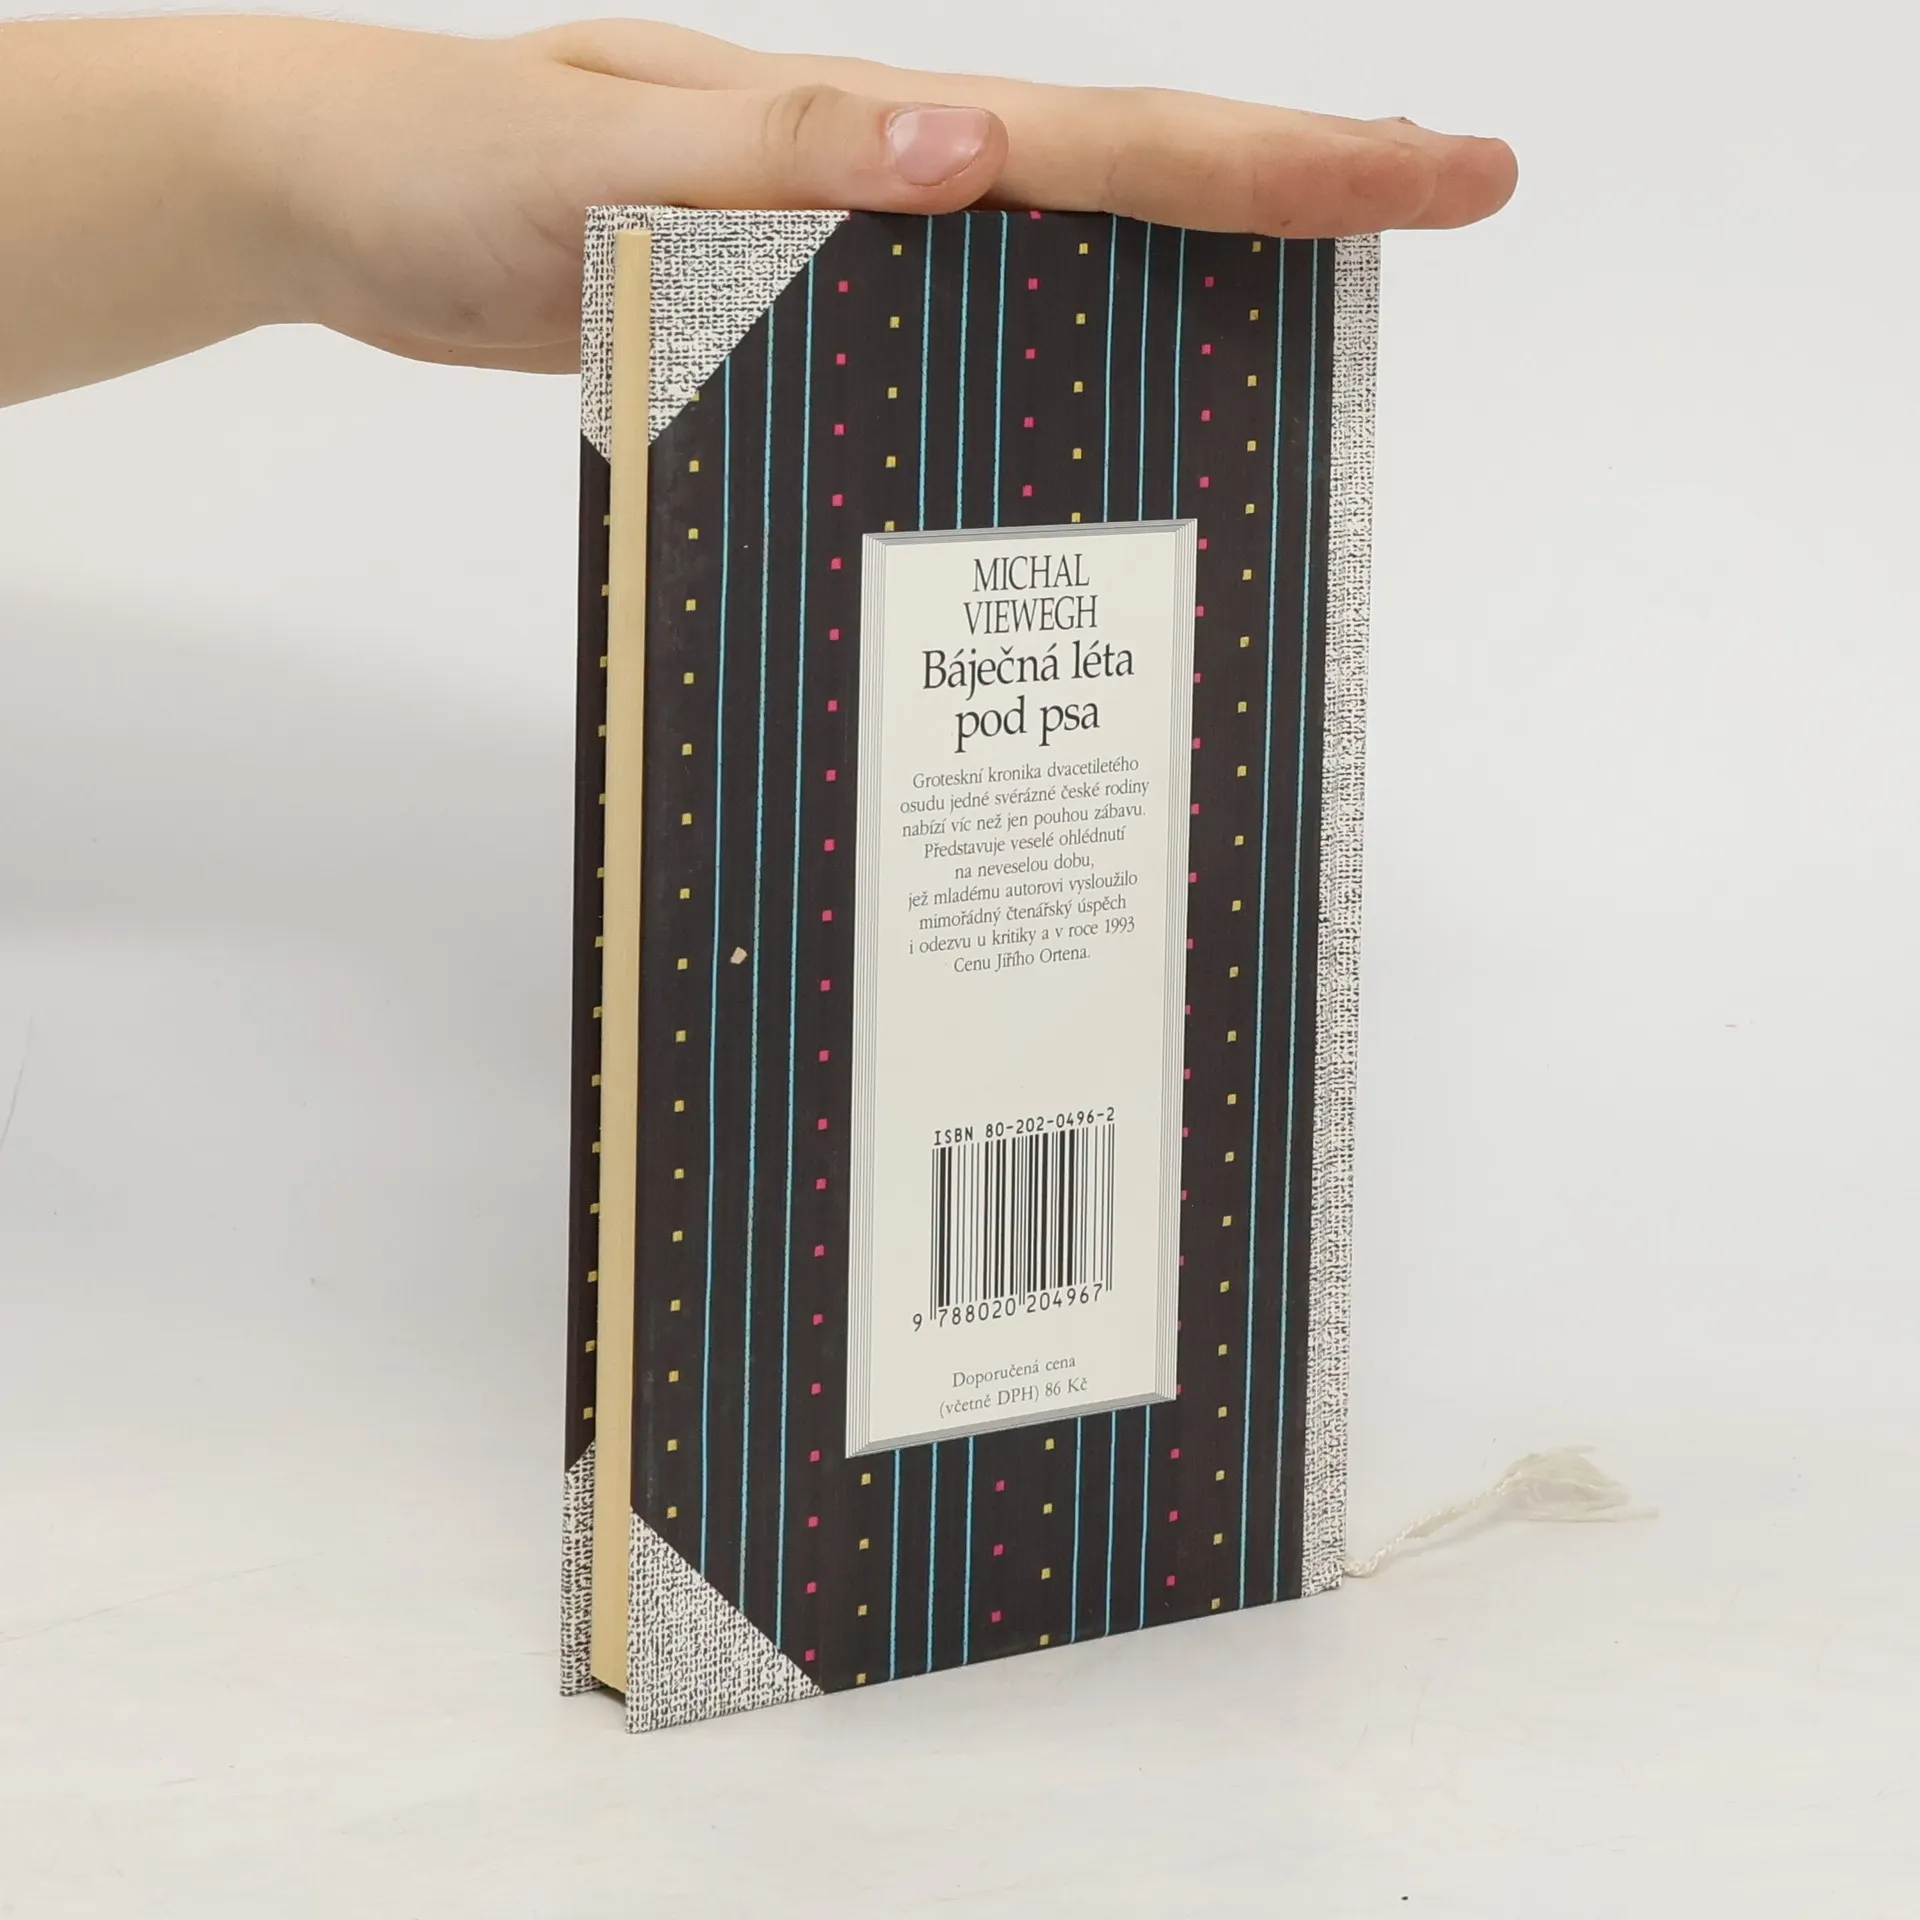 MICHAL
VIEWEGH
Báječná léta
pod psa
Groteskní kronika dvacetiletého
osudu jedné svérázné české rodiny
nabízí víc než jen pouhou zábavu.
Představuje veselé ohlédnutí
na neveselou dobu,
jež mladému autorovi vysloužilo
mimořádný čtenářský úspěch
i odezvu u kritiky a v roce 1993
Cenu Jiřího Ortena.
ISBN 80-202-0496-2
9 788020 204967
Doporučená cena
(včetně DPH) 86 Kč